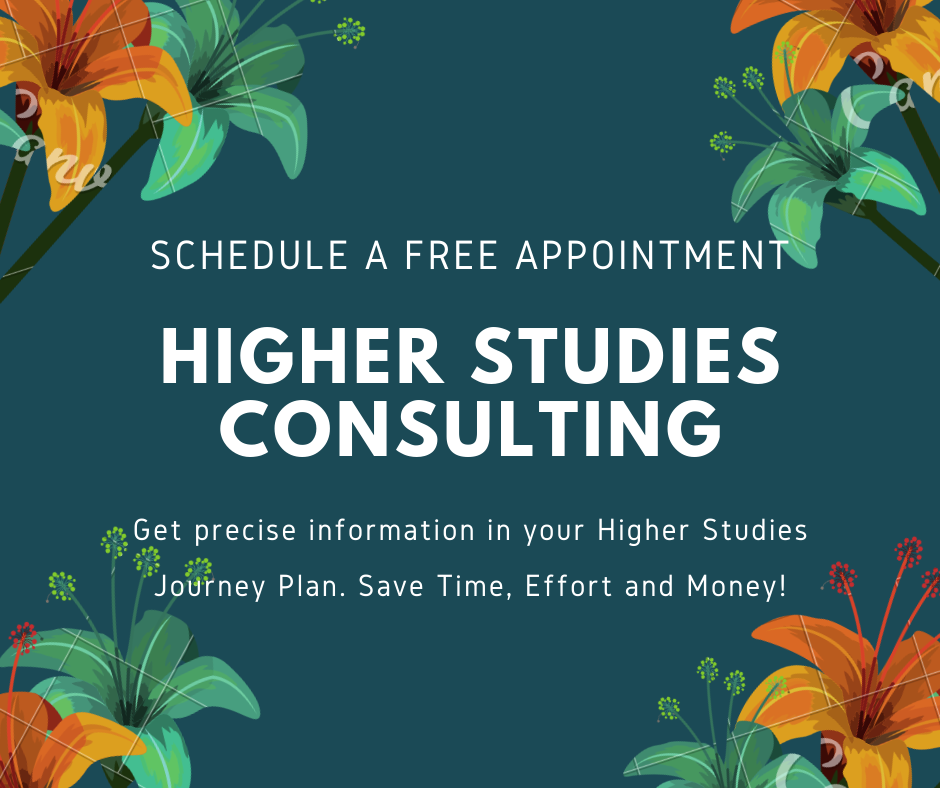 SCHEDULE A FREE APPOINTMENT
HIGHER STUDIES
CONSULTING
Get precise information in your Higher Studies
Journey Plan. Save Time, Effort and Money!